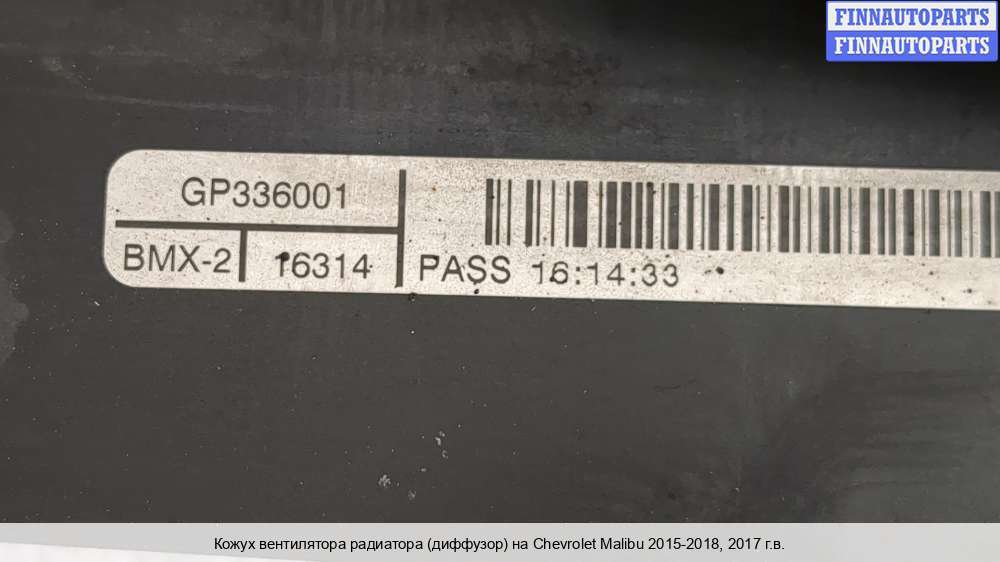 FINNAUTOPARTS
FINNAUTOPARTS
GP336001
BMX-2 16314 PASS 16:14:33
Кожух вентилятора радиатора (диффузор) на Chevrolet Malibu 2015-2018, 2017 г.в.